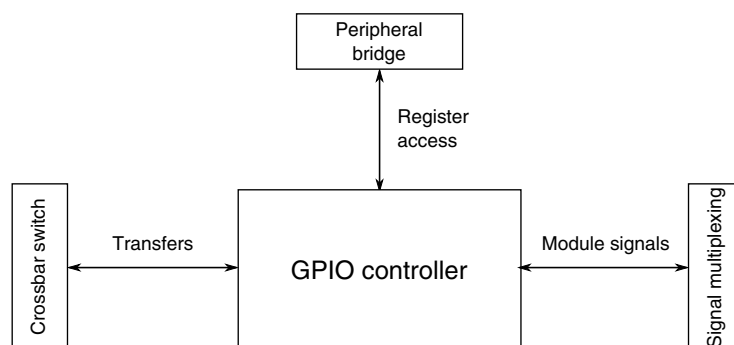 Peripheral
bridge
Register
access
Crossbar switch
Transfers
GPIO controller
Module signals
Signal multiplexing